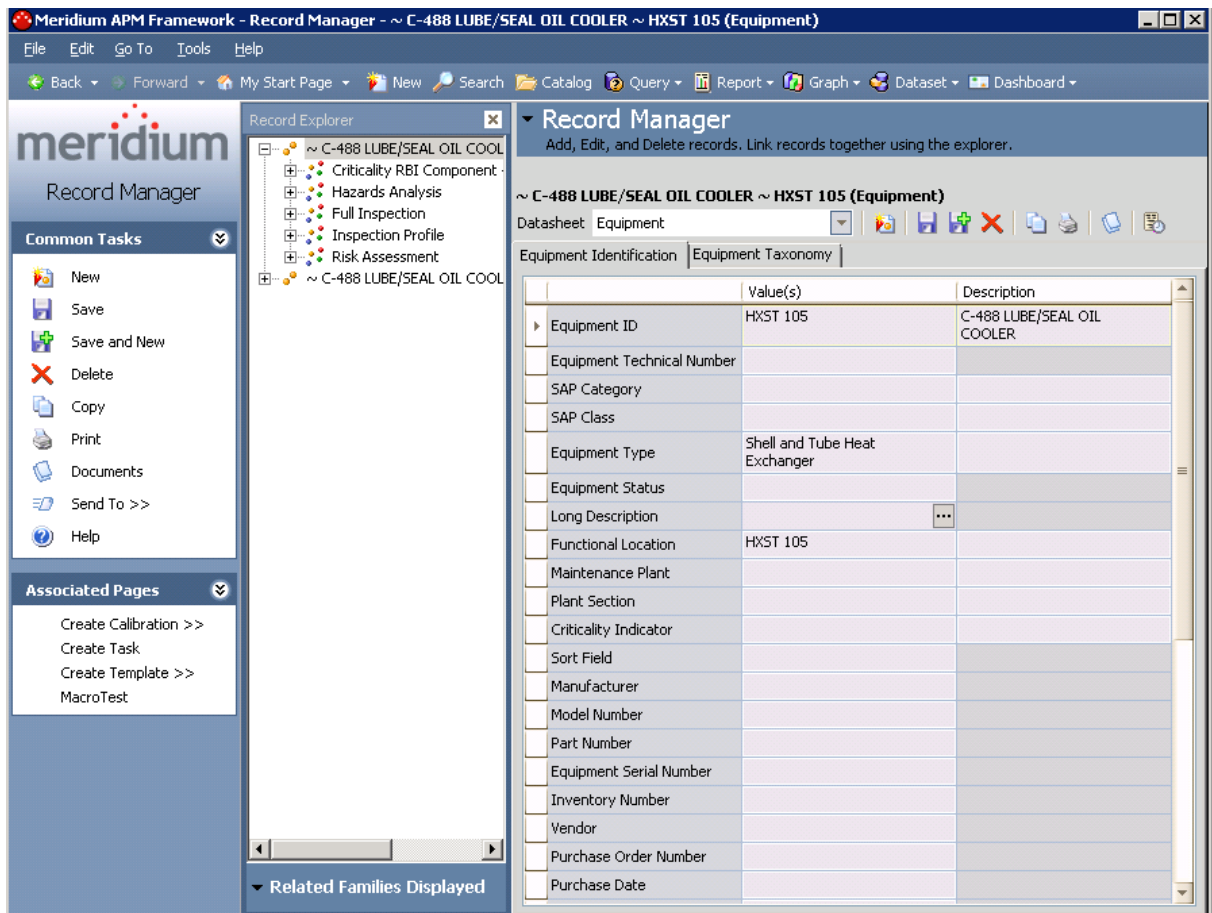 Meridium APM Framework - Record Manager - ~ C-488 LUBE/SEAL OIL COOLER ~ HXST 105 (Equipment)
File Edit Go To Tools Help
Back Forward My Start Page New Search Catalog Query Report Graph Dataset Dashboard
meridium
Record Manager
Common Tasks
New
Save
Save and New
Delete
Copy
Print
Documents
Send To >>
Help
Associated Pages
Create Calibration >>
Create Task
Create Template >>
MacroTest
Record Explorer
~ C-488 LUBE/SEAL OIL COOL
Criticality RBI Component -
Hazards Analysis
Full Inspection
Inspection Profile
Risk Assessment
~ C-488 LUBE/SEAL OIL COOL
Related Families Displayed
Record Manager
Add, Edit, and Delete records. Link records together using the explorer.
~ C-488 LUBE/SEAL OIL COOLER ~ HXST 105 (Equipment)
Datasheet Equipment
Equipment Identification Equipment Taxonomy
Value(s) Description
Equipment ID HXST 105 C-488 LUBE/SEAL OIL
COOLER
Equipment Technical Number
SAP Category
SAP Class
Equipment Type Shell and Tube Heat
Exchanger
Equipment Status
Long Description ...
Functional Location HXST 105
Maintenance Plant
Plant Section
Criticality Indicator
Sort Field
Manufacturer
Model Number
Part Number
Equipment Serial Number
Inventory Number
Vendor
Purchase Order Number
Purchase Date